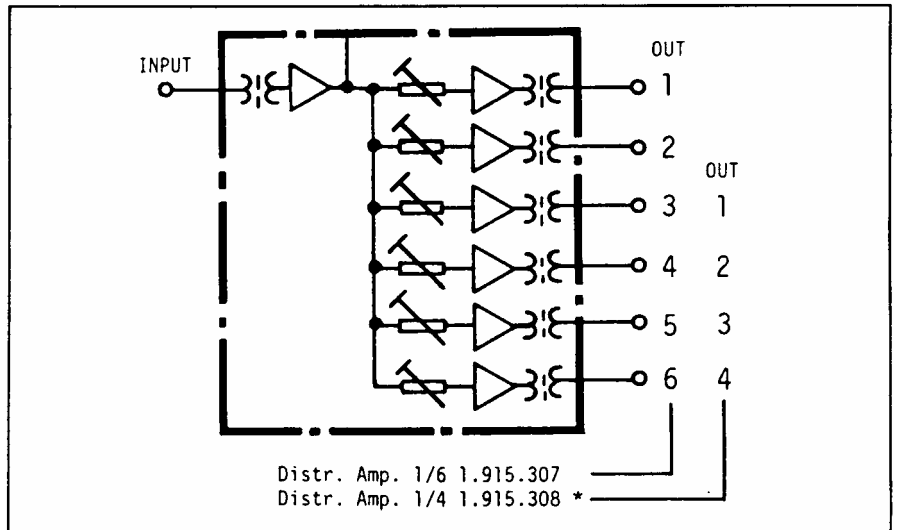 INPUT
OUT
1
2
OUT
3 1
4 2
5 3
6 4
Distr. Amp. 1/6 1.915.307
Distr. Amp. 1/4 1.915.308 *